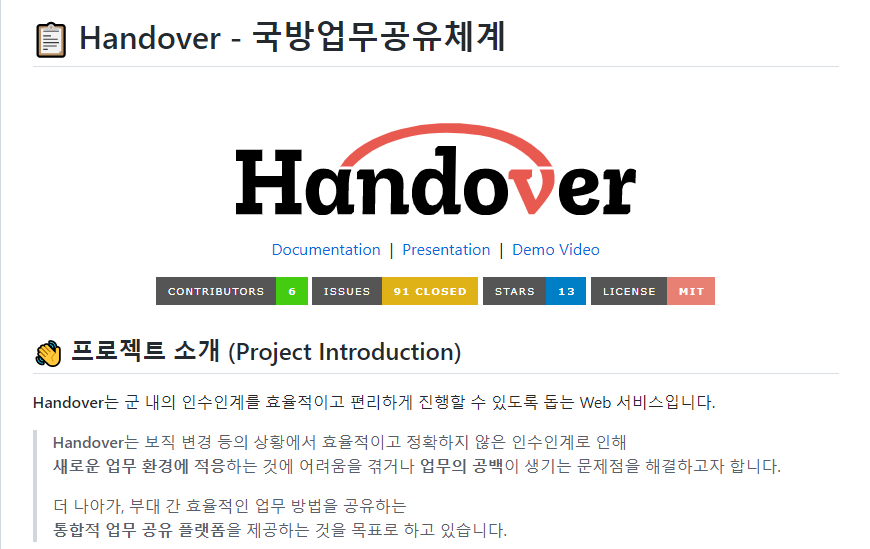 Handover - 국방업무공유체계
Handover
Documentation | Presentation | Demo Video
CONTRIBUTORS 6 ISSUES 91 CLOSED STARS 13 LICENSE MIT
프로젝트 소개 (Project Introduction)
Handover는 군 내의 인수인계를 효율적이고 편리하게 진행할 수 있도록 돕는 Web 서비스입니다.
Handover는 보직 변경 등의 상황에서 효율적이고 정확하지 않은 인수인계로 인해
새로운 업무 환경에 적응하는 것에 어려움을 겪거나 업무의 공백이 생기는 문제점을 해결하고자 합니다.
더 나아가, 부대 간 효율적인 업무 방법을 공유하는
통합적 업무 공유 플랫폼을 제공하는 것을 목표로 하고 있습니다.